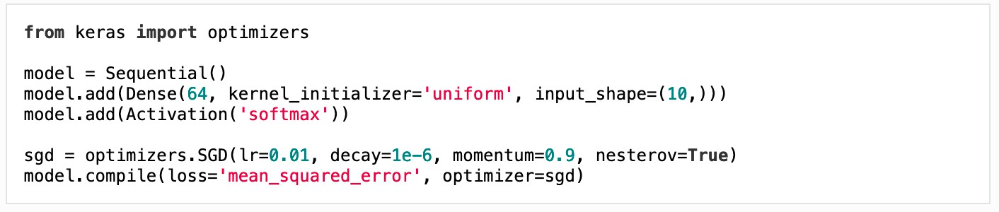 from keras import optimizers
model = Sequential()
model.add(Dense(64, kernel_initializer='uniform', input_shape=(10,)))
model.add(Activation('softmax'))
sgd = optimizers.SGD(lr=0.01, decay=1e-6, momentum=0.9, nesterov=True)
model.compile(loss='mean_squared_error', optimizer=sgd)